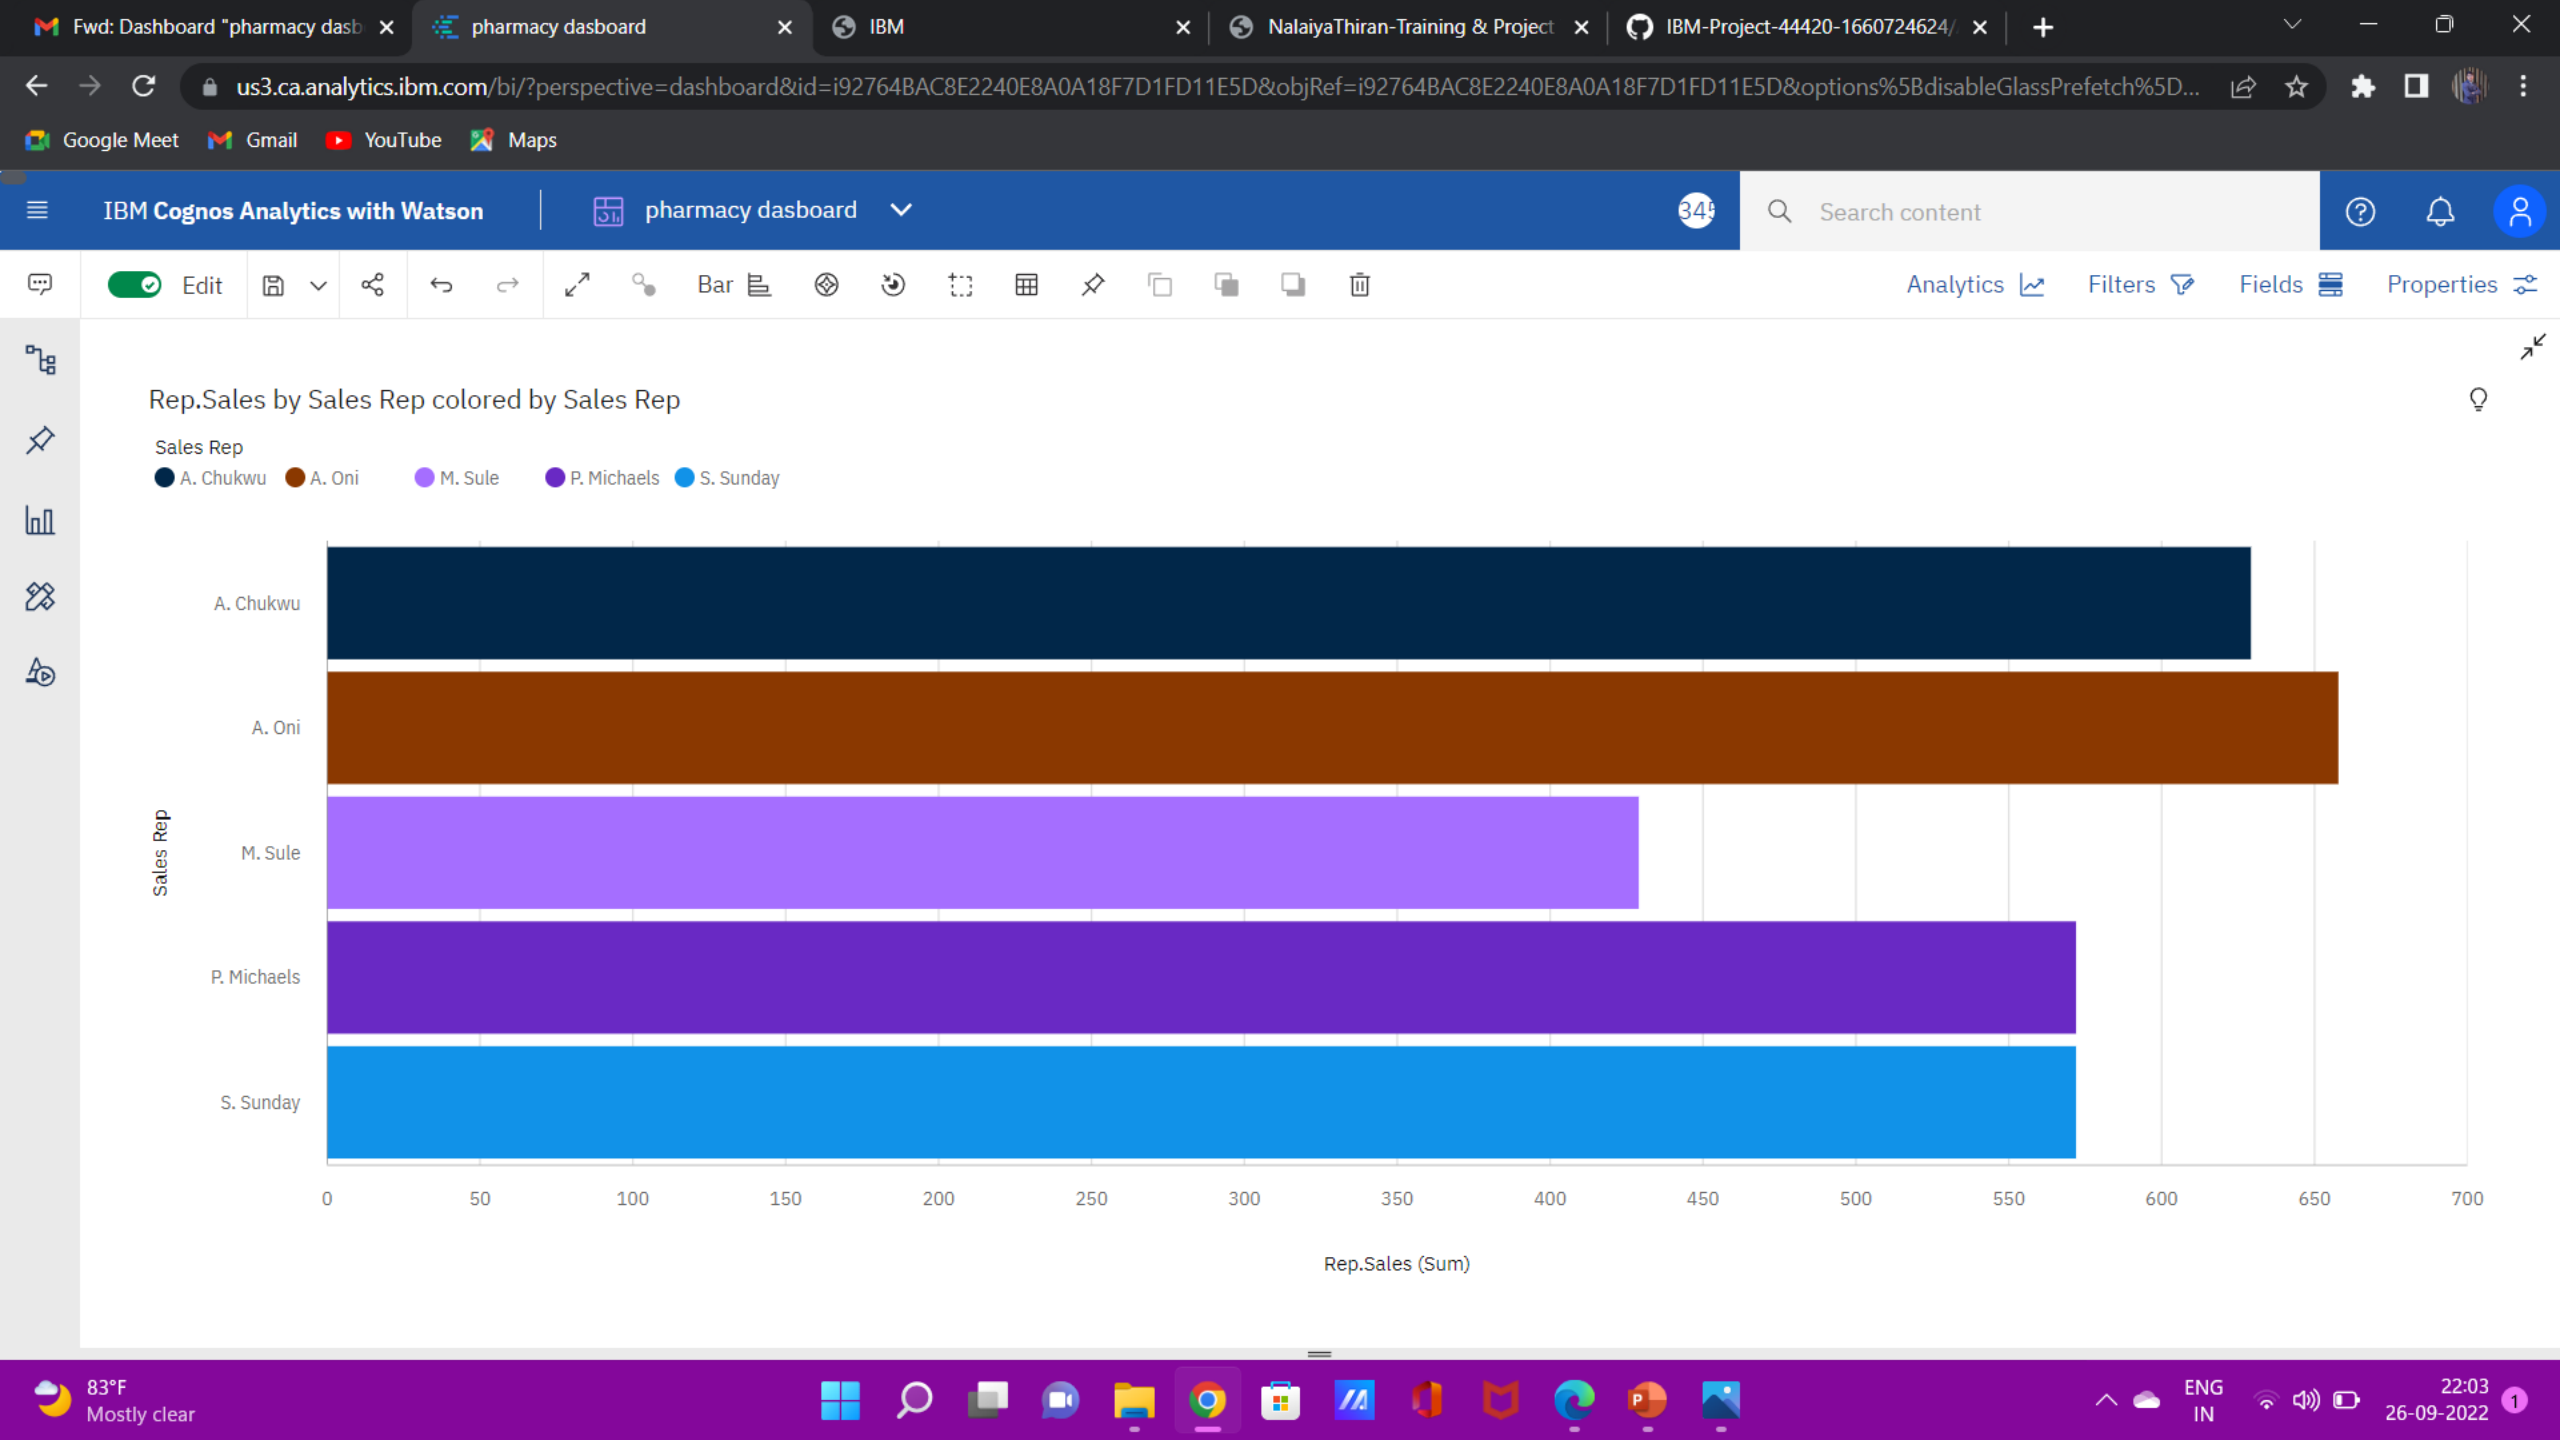 Fwd: Dashboard "pharmacy dasb
pharmacy dasboard
IBM
NalaiyaThiran-Training & Project
IBM-Project-44420-1660724624/
us3.ca.analytics.ibm.com/bi/?perspective=dashboard&id=i92764BAC8E2240E8A0A18F7D1FD11E5D&objRef=i92764BAC8E2240E8A0A18F7D1FD11E5D&options%5BdisableGlassPrefetch%5D...
Google Meet
Gmail
YouTube
Maps
IBM Cognos Analytics with Watson
pharmacy dasboard
345
Search content
Edit
Bar
Analytics
Filters
Fields
Properties
Rep.Sales by Sales Rep colored by Sales Rep
Sales Rep
A. Chukwu
A. Oni
M. Sule
P. Michaels
S. Sunday
A. Chukwu
A. Oni
M. Sule
P. Michaels
S. Sunday
Sales Rep
0 50 100 150 200 250 300 350 400 450 500 550 600 650 700
Rep.Sales (Sum)
83°F
Mostly clear
ENG
IN
22:03
26-09-2022
1